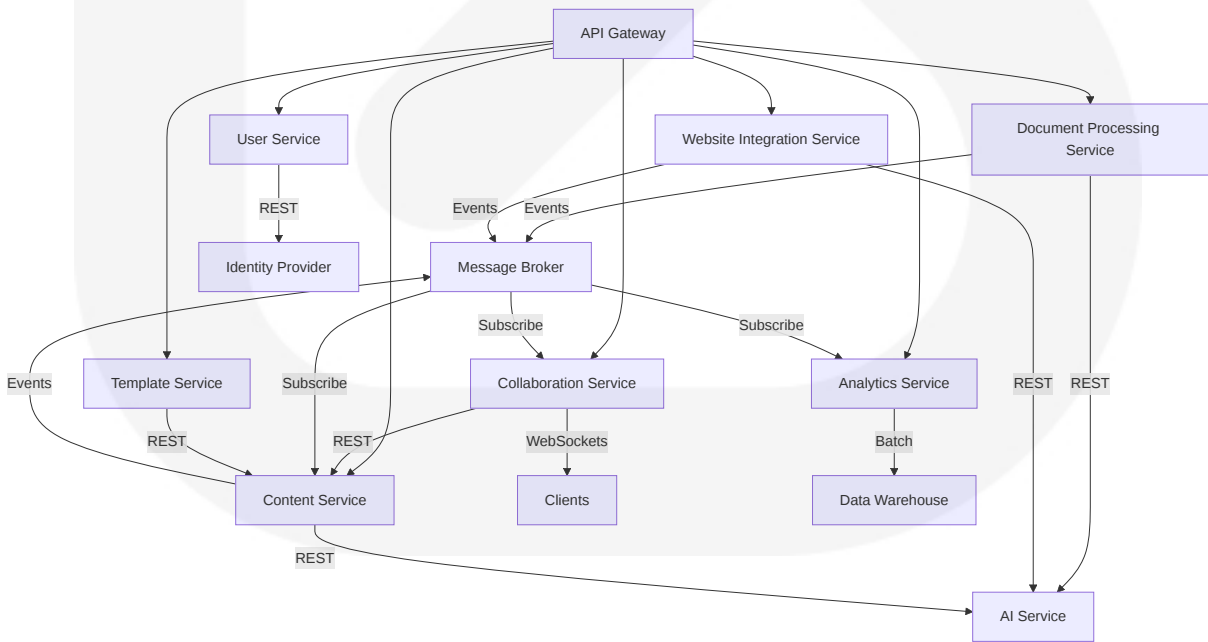 API Gateway
User Service
Website Integration Service
Document Processing
Service
REST
Events
Events
Identity Provider
Message Broker
Subscribe
Subscribe
Events
Template Service
Subscribe
Collaboration Service
Analytics Service
REST
REST
REST
REST
WebSockets
Batch
Content Service
Clients
Data Warehouse
REST
AI Service